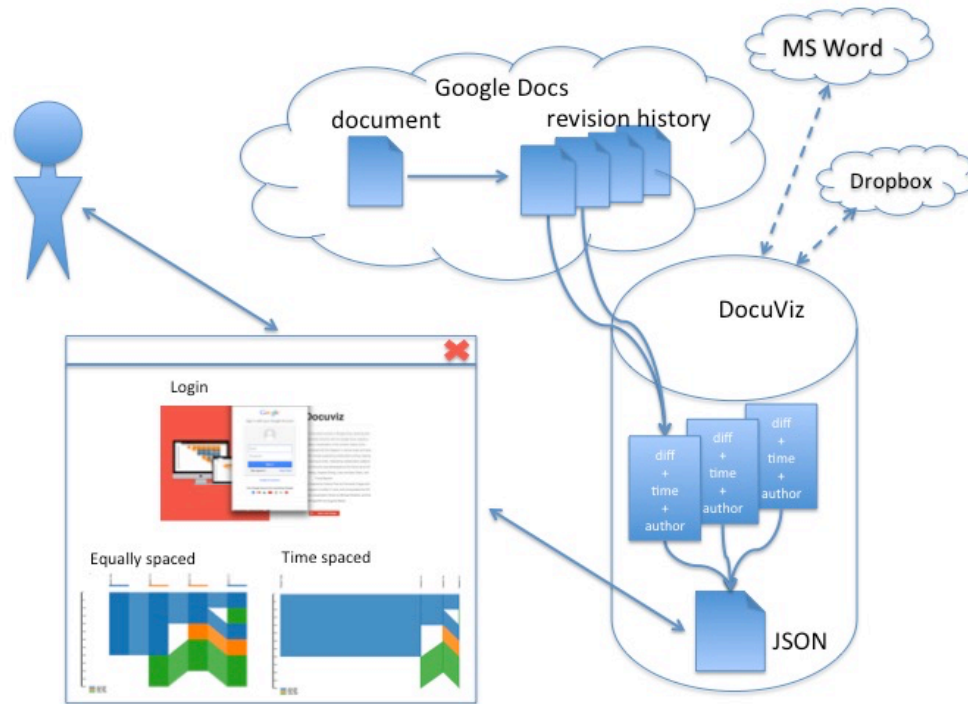 MS Word
Google Docs
document
revision history
Dropbox
DocuViz
Login
Google
Docuviz
diff
+
time
+
author
diff
+
time
+
author
diff
+
time
+
author
Equally spaced
Time spaced
JSON